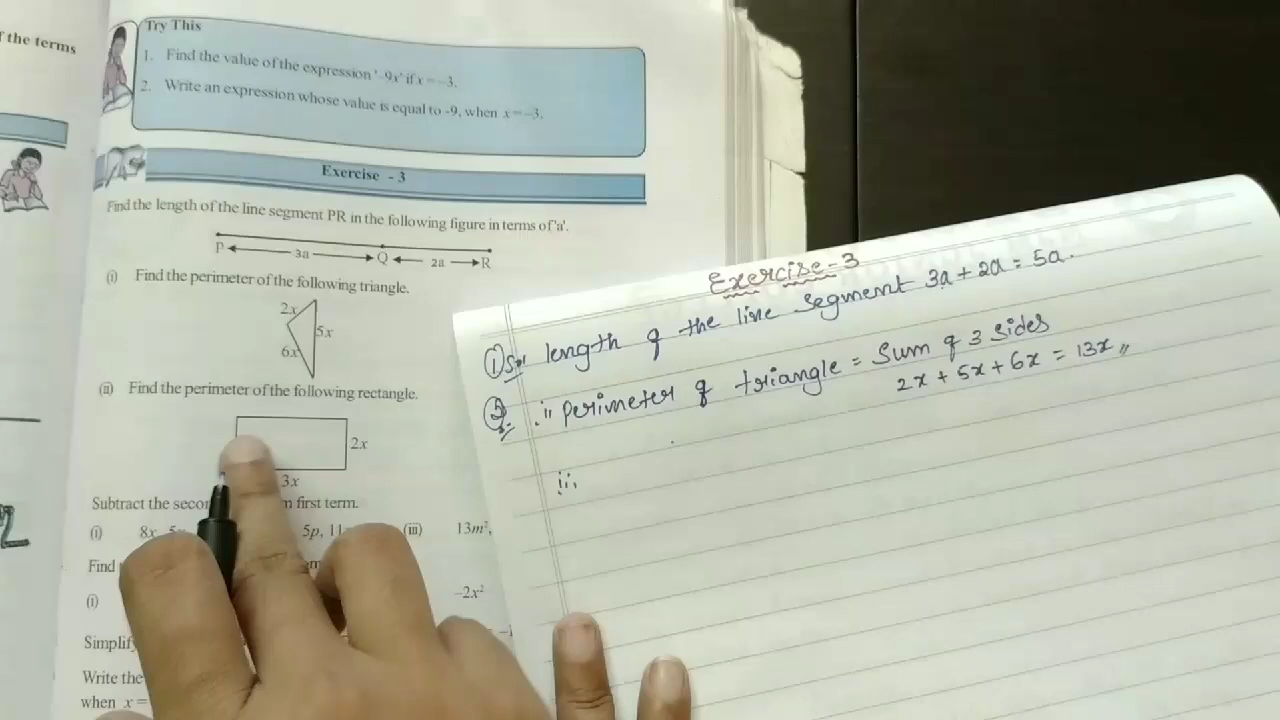 f the terms
Try This
1. Find the value of the expression '-9x' if x = -3.
2. Write an expression whose value is equal to -9, when x = -3.
Exercise - 3
Find the length of the line segment PR in the following figure in terms of 'a'.
P 3a Q 2a R
(i) Find the perimeter of the following triangle.
2x
5x
6x
(ii) Find the perimeter of the following rectangle.
2x
3x
Subtract the first term.
(i) 8x, 5p, (iii) 13m²,
Find
(i) -2x²
Write the
when x =
2
Exercise-3
① length of the line segment 3a + 2a = 5a.
② i) perimeter of triangle = Sum of 3 sides
2x + 5x + 6x = 13x
ii,